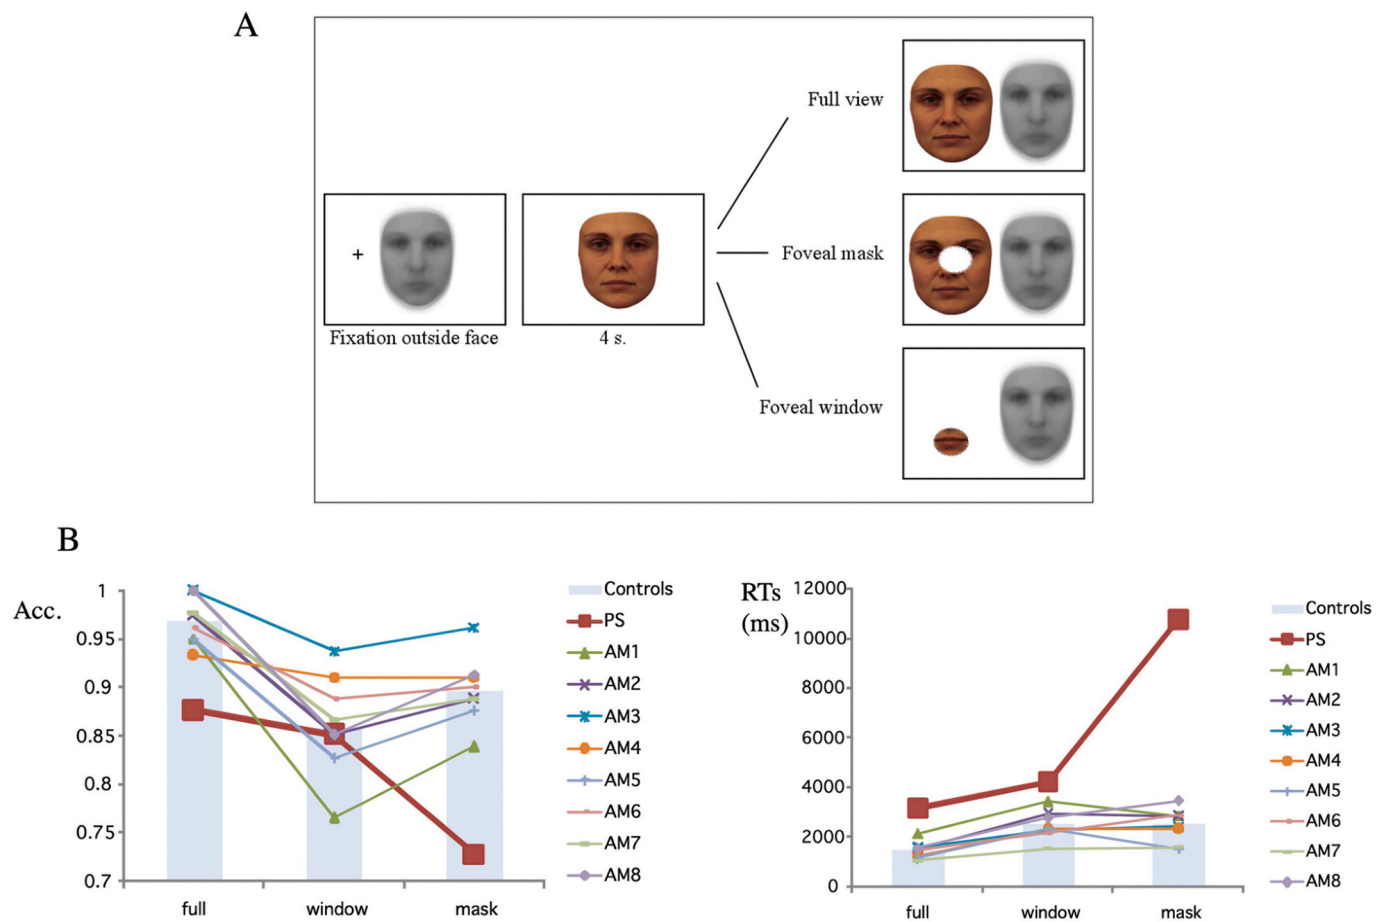 A
Full view
Foveal mask
Foveal window
+
Fixation outside face
4 s.
B
Acc.
1
0.95
0.9
0.85
0.8
0.75
0.7
full
window
mask
Controls
PS
AM1
AM2
AM3
AM4
AM5
AM6
AM7
AM8
RTs
(ms)
12000
10000
8000
6000
4000
2000
0
full
window
mask
Controls
PS
AM1
AM2
AM3
AM4
AM5
AM6
AM7
AM8